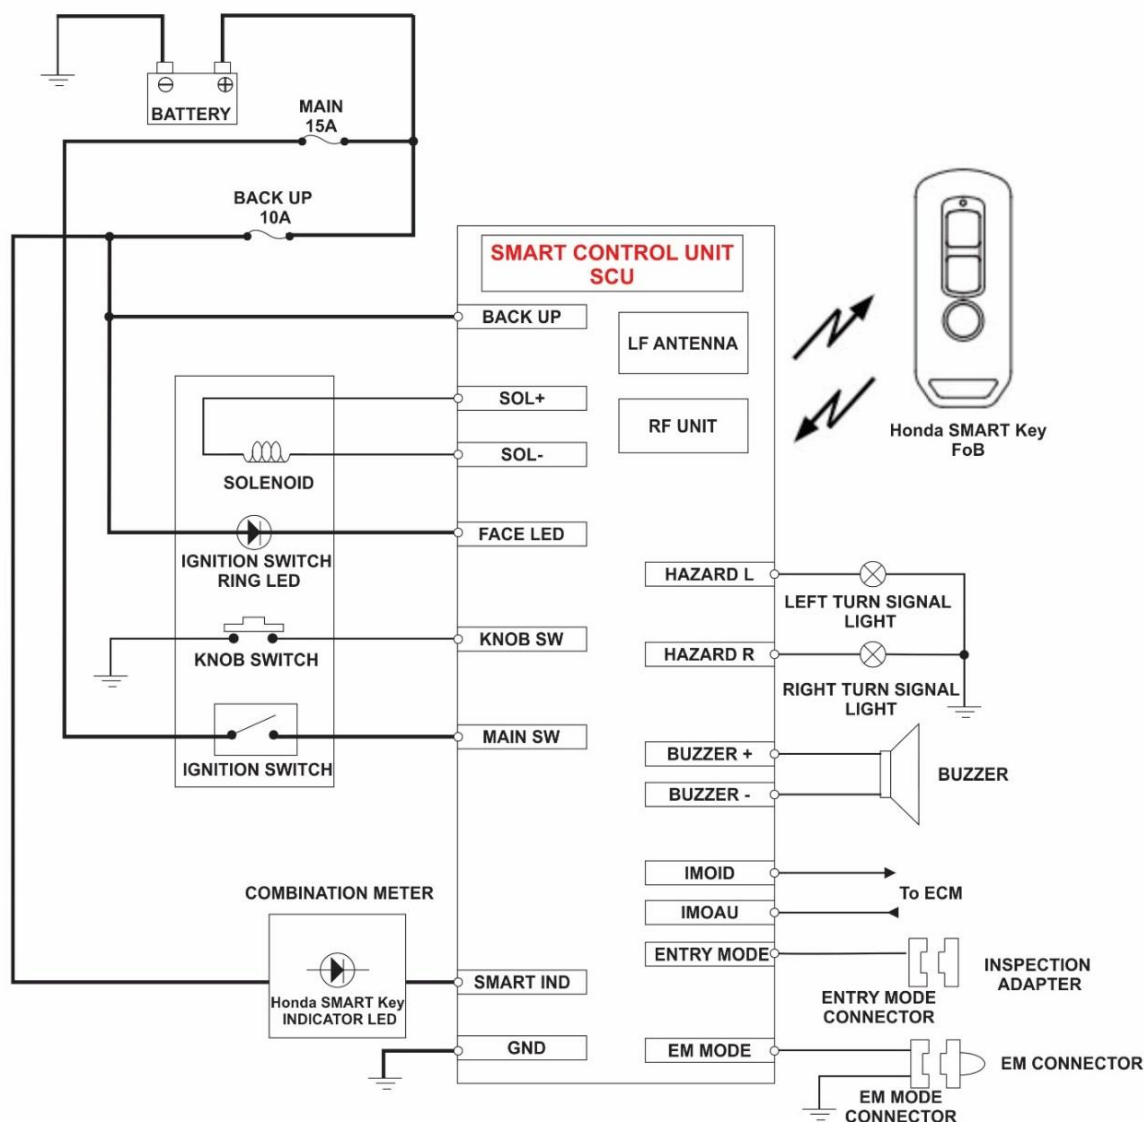 BATTERY
MAIN
15A
BACK UP
10A
SMART CONTROL UNIT
SCU
BACK UP
LF ANTENNA
SOL+
RF UNIT
Honda SMART Key
FoB
SOL-
SOLENOID
FACE LED
IGNITION SWITCH
RING LED
HAZARD L
LEFT TURN SIGNAL
LIGHT
KNOB SW
KNOB SWITCH
HAZARD R
RIGHT TURN SIGNAL
LIGHT
MAIN SW
IGNITION SWITCH
BUZZER +
BUZZER
BUZZER -
IMOID
COMBINATION METER
To ECM
IMOAU
ENTRY MODE
INSPECTION
ADAPTER
SMART IND
Honda SMART Key
INDICATOR LED
ENTRY MODE
CONNECTOR
GND
EM MODE
EM CONNECTOR
EM MODE
CONNECTOR